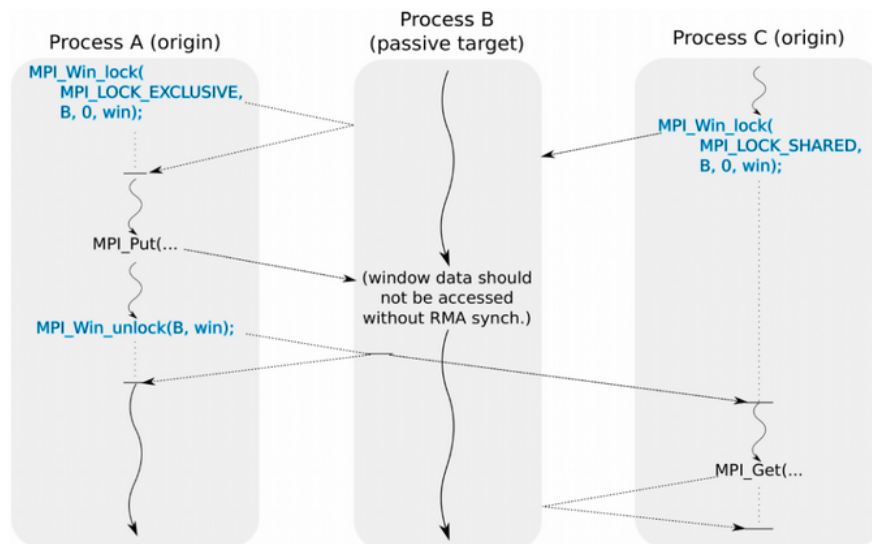 Process A (origin)
MPI_Win_lock(
MPI_LOCK_EXCLUSIVE,
B, 0, win);
MPI_Put(...
MPI_Win_unlock(B, win);
Process B
(passive target)
(window data should
not be accessed
without RMA synch.)
Process C (origin)
MPI_Win_lock(
MPI_LOCK_SHARED,
B, 0, win);
MPI_Get(...